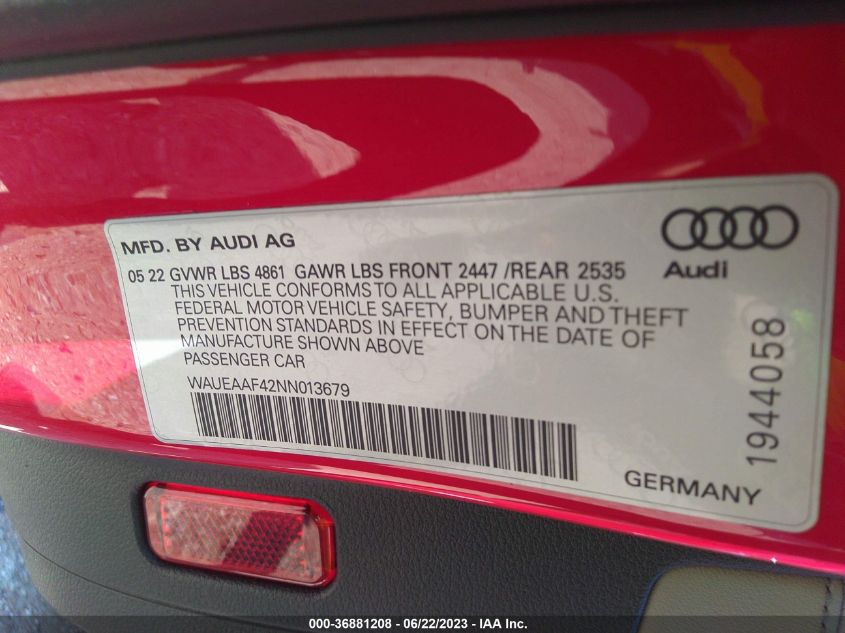 MFD. BY AUDI AG
05 22 GVWR LBS 4861 GAWR LBS FRONT 2447 /REAR 2535
THIS VEHICLE CONFORMS TO ALL APPLICABLE U.S.
FEDERAL MOTOR VEHICLE SAFETY, BUMPER AND THEFT
PREVENTION STANDARDS IN EFFECT ON THE DATE OF
MANUFACTURE SHOWN ABOVE
PASSENGER CAR
WAUEAAF42NN013679
Audi
1944058
GERMANY
000-36881208 - 06/22/2023 - IAA Inc.